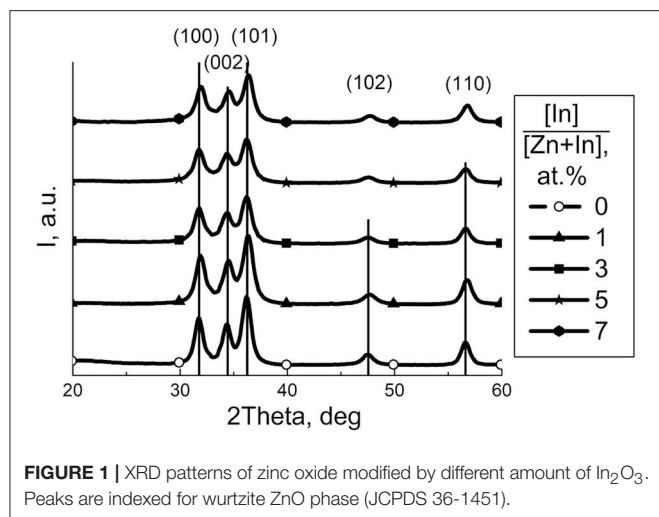 (100)
(002)
(101)
(102)
(110)
I, a.u.
20
30
40
50
60
2Theta, deg
[In]
[Zn+In],
at.%
0
1
3
5
7
FIGURE 1 | XRD patterns of zinc oxide modified by different amount of In₂O₃.
Peaks are indexed for wurtzite ZnO phase (JCPDS 36-1451).